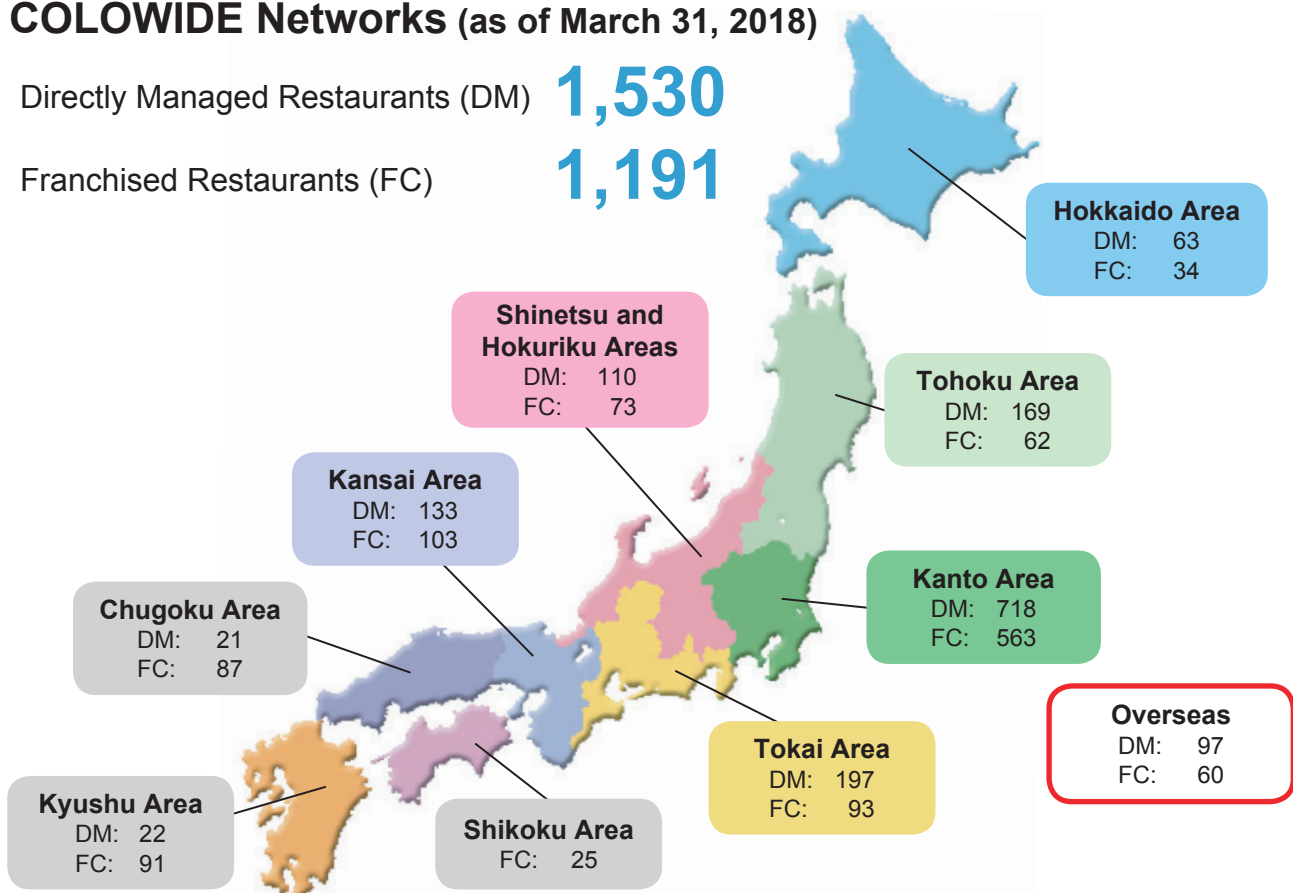 COLOWIDE Networks (as of March 31, 2018)
Directly Managed Restaurants (DM) 1,530
Franchised Restaurants (FC) 1,191
Hokkaido Area
DM: 63
FC: 34
Shinetsu and
Hokuriku Areas
DM: 110
FC: 73
Tohoku Area
DM: 169
FC: 62
Kansai Area
DM: 133
FC: 103
Kanto Area
DM: 718
FC: 563
Chugoku Area
DM: 21
FC: 87
Overseas
DM: 97
FC: 60
Tokai Area
DM: 197
FC: 93
Kyushu Area
DM: 22
FC: 91
Shikoku Area
FC: 25